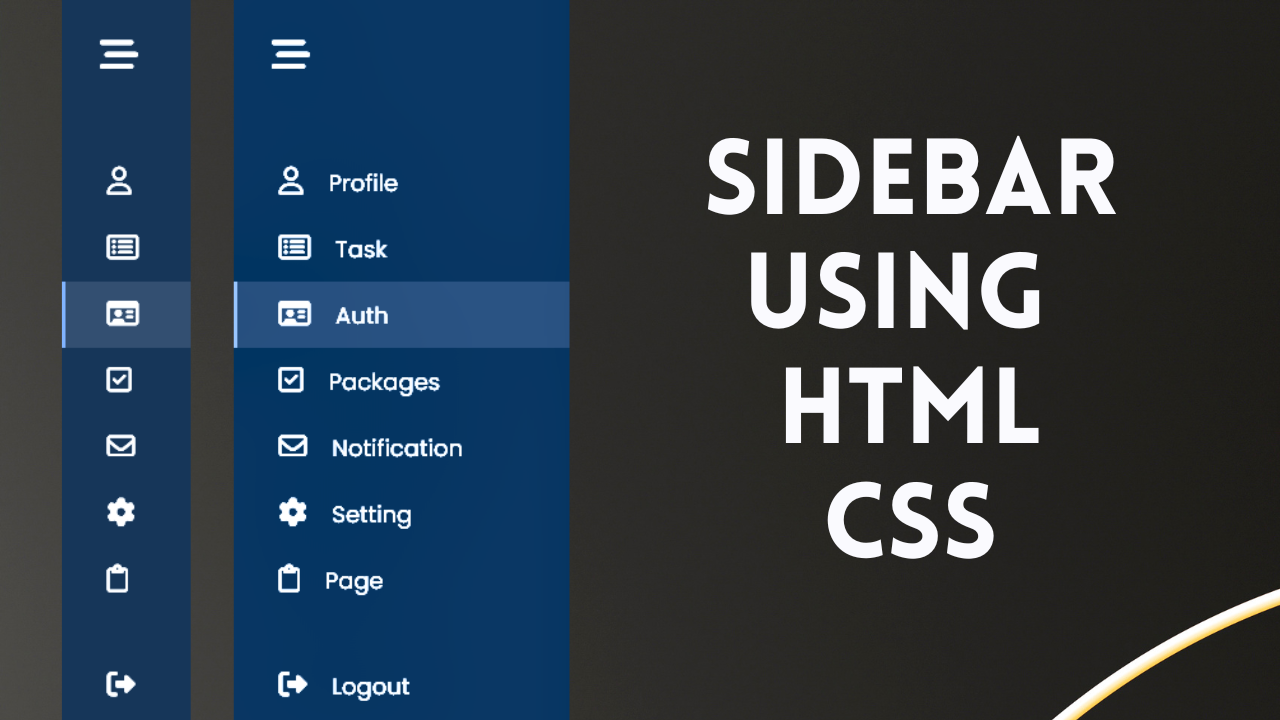 Profile
Task
Auth
Packages
Notification
Setting
Page
Logout
SIDEBAR
USING
HTML
CSS